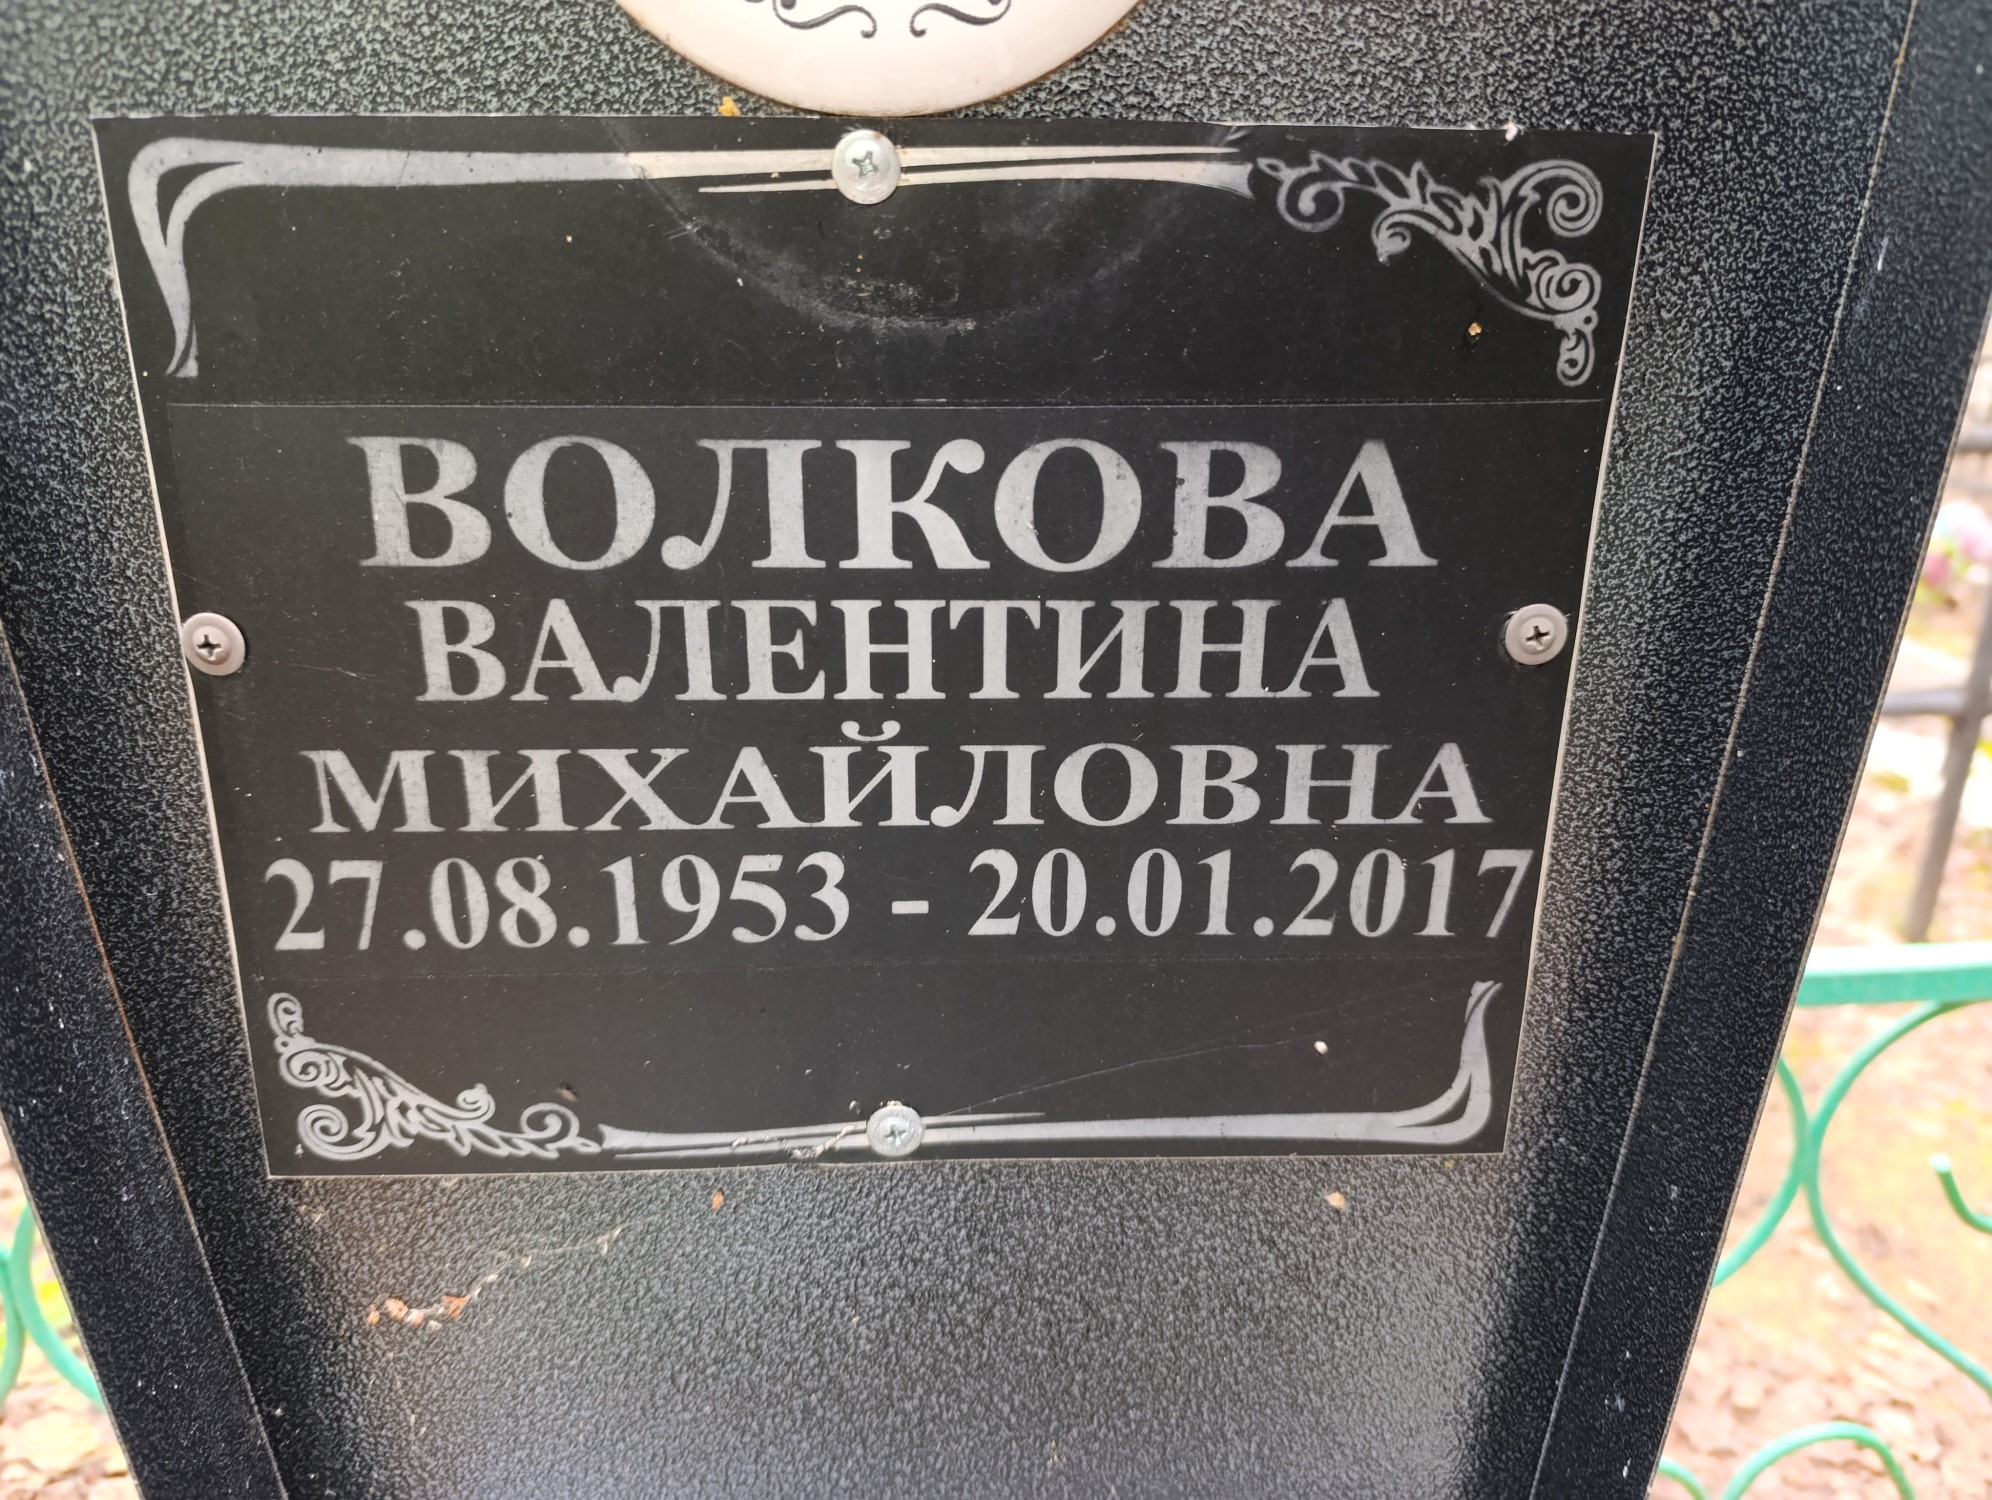 ВОЛКОВА
ВАЛЕНТИНА
МИХАЙЛОВНА
27.08.1953 - 20.01.2017